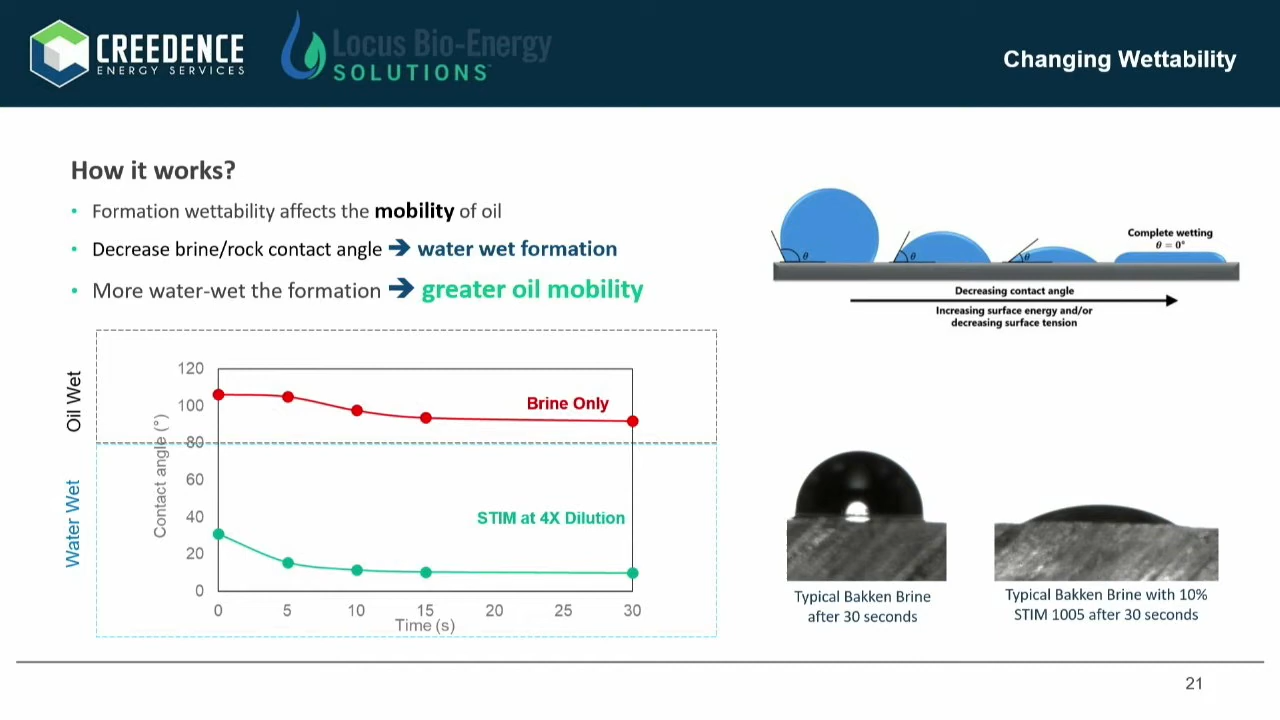 CREEDENCE
ENERGY SERVICES
Locus Bio-Energy
SOLUTIONS
Changing Wettability
How it works?
• Formation wettability affects the mobility of oil
• Decrease brine/rock contact angle ➔ water wet formation
• More water-wet the formation ➔ greater oil mobility
θ
θ
θ
Complete wetting
θ = 0°
Decreasing contact angle
Increasing surface energy and/or
decreasing surface tension
Oil Wet
Water Wet
Contact angle (°)
120
100
80
60
40
20
0
Brine Only
STIM at 4X Dilution
0 5 10 15 20 25 30
Time (s)
Typical Bakken Brine
after 30 seconds
Typical Bakken Brine with 10%
STIM 1005 after 30 seconds
21